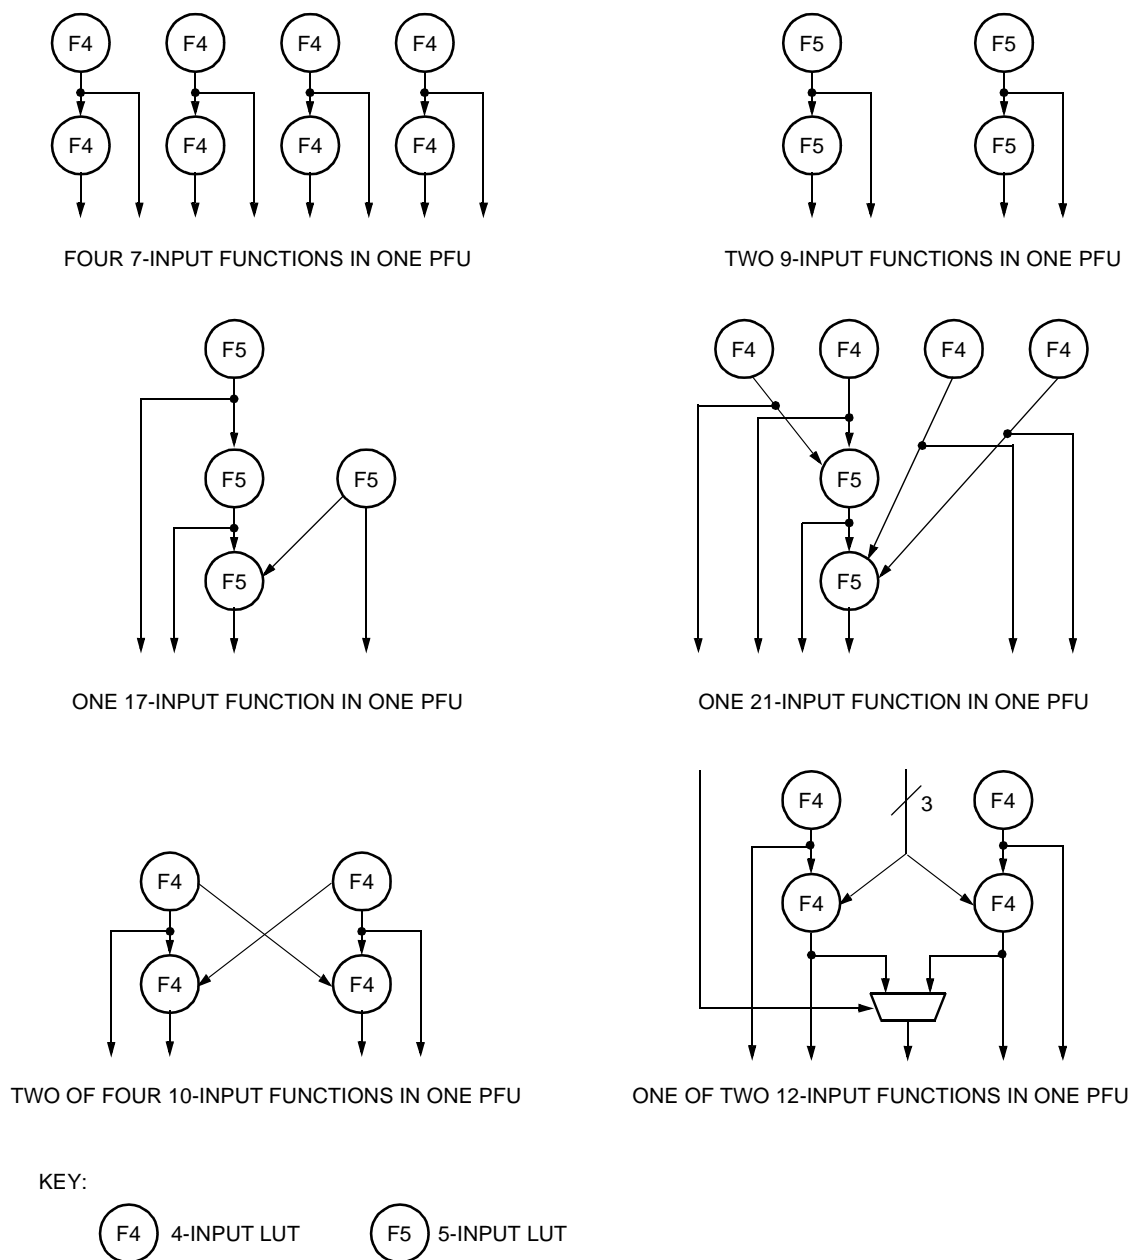 F4 F4 F4 F4 F5 F5
F4 F4 F4 F4 F5 F5
FOUR 7-INPUT FUNCTIONS IN ONE PFU
TWO 9-INPUT FUNCTIONS IN ONE PFU
F5
F5 F5
F5
ONE 17-INPUT FUNCTION IN ONE PFU
F4 F4 F4 F4
F5
F5
ONE 21-INPUT FUNCTION IN ONE PFU
F4 F4
F4 F4
TWO OF FOUR 10-INPUT FUNCTIONS IN ONE PFU
F4 3 F4
F4 F4
ONE OF TWO 12-INPUT FUNCTIONS IN ONE PFU
KEY:
F4 4-INPUT LUT
F5 5-INPUT LUT